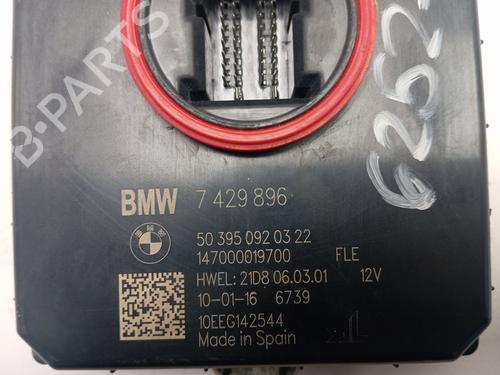 B-PARTS
6252-
BMW 7 429 896
50 395 092 03 22
147000019700 FLE
HWEL: 21D8 06.03.01 12V
10-01-16 6739
10EEG142544
Made in Spain